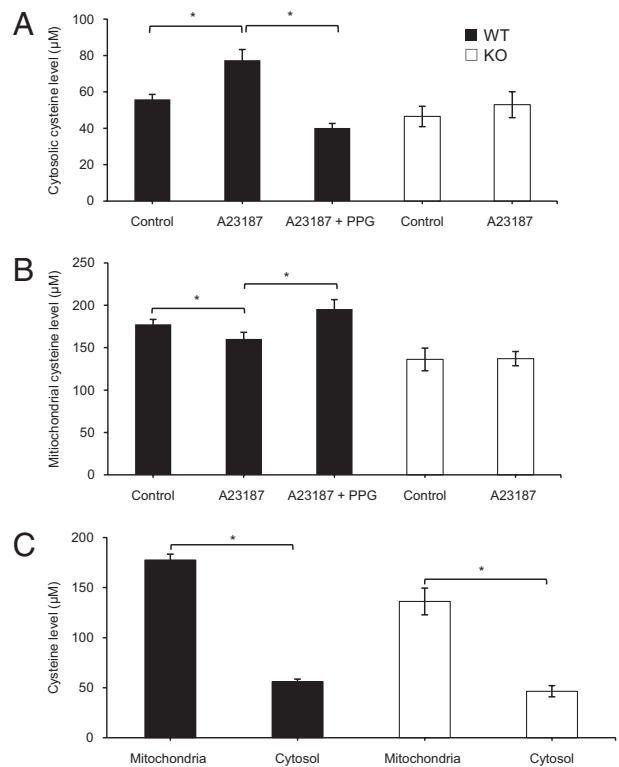 A
Cytosolic cysteine level (µM)
100
80
60
40
20
0
*
*
WT
KO
Control
A23187
A23187 + PPG
Control
A23187
B
Mitiochondrial cysteine level (µM)
250
200
150
100
50
0
*
*
Control
A23187
A23187 + PPG
Control
A23187
C
Cysteine level (µM)
200
150
100
50
0
*
*
Mitochondria
Cytosol
Mitochondria
Cytosol